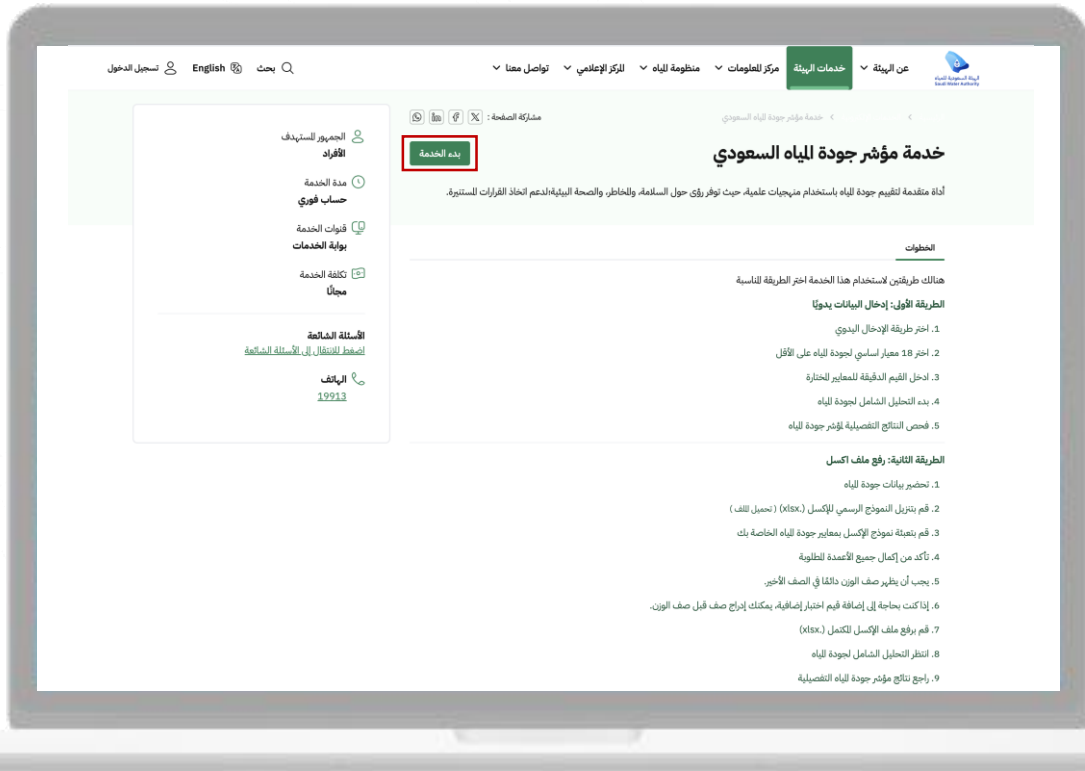 الهيئة السعودية للمياه
Saudi Water Authority
عن الهيئة
خدمات الهيئة
مركز المعلومات
منظومة المياه
المركز الإعلامي
تواصل معنا
بحث
English
تسجيل الدخول
خدمة مؤشر جودة المياه السعودي
مشاركة الصفحة :
خدمة مؤشر جودة المياه السعودي
بدء الخدمة
أداة متقدمة لتقييم جودة المياه باستخدام منهجيات علمية، حيث توفر رؤى حول السلامة، والمخاطر، والصحة البيئية؛لدعم اتخاذ القرارات المستنيرة.
الخطوات
هنالك طريقتين لاستخدام هذا الخدمة اختر الطريقة المناسبة
الطريقة الأولى: إدخال البيانات يدويًا
1. اختر طريقة الإدخال اليدوي
2. اختر 18 معيار اساسي لجودة المياه على الأقل
3. ادخل القيم الدقيقة للمعايير المختارة
4. بدء التحليل الشامل لجودة المياه
5. فحص النتائج التفصيلية لمؤشر جودة المياه
الطريقة الثانية: رفع ملف اكسل
1. تحضير بيانات جودة المياه
2. قم بتنزيل النموذج الرسمي للإكسل (.xlsx) ( تحميل الملف )
3. قم بتعبئة نموذج الإكسل بمعايير جودة المياه الخاصة بك
4. تأكد من إكمال جميع الأعمدة المطلوبة
5. يجب أن يظهر صف الوزن دائمًا في الصف الأخير.
6. إذا كنت بحاجة إلى إضافة قيم اختبار إضافية، يمكنك إدراج صف قبل صف الوزن.
7. قم برفع ملف الإكسل المكتمل (.xlsx)
8. انتظر التحليل الشامل لجودة المياه
9. راجع نتائج مؤشر جودة المياه التفصيلية
الجمهور المستهدف
الأفراد
مدة الخدمة
حساب فوري
قنوات الخدمة
بوابة الخدمات
تكلفة الخدمة
مجانًا
الأسئلة الشائعة
اضغط للانتقال إلى الأسئلة الشائعة
الهاتف
19913